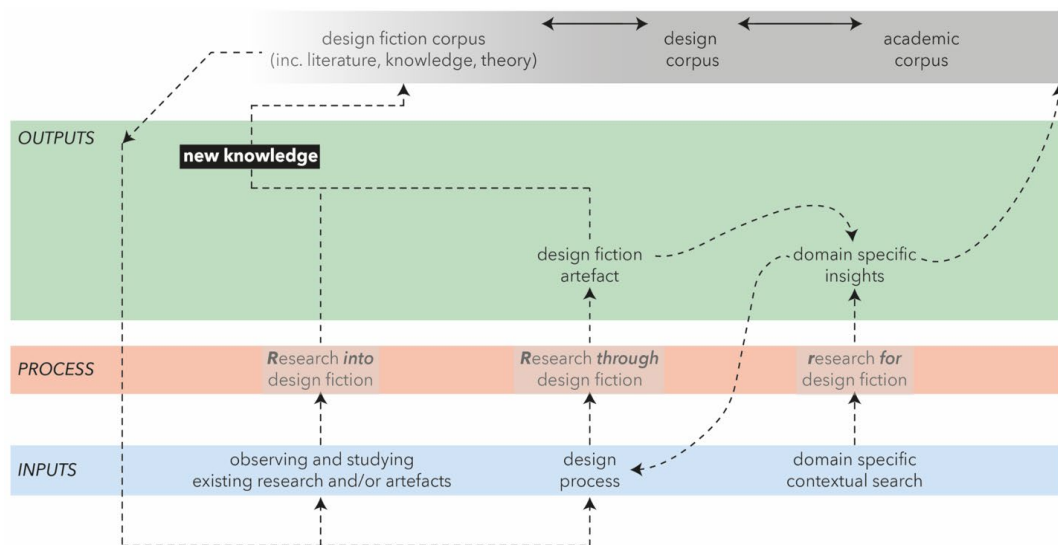 design fiction corpus
(inc. literature, knowledge, theory)
design
corpus
academic
corpus
OUTPUTS
new knowledge
design fiction
artefact
domain specific
insights
PROCESS
Research into
design fiction
Research through
design fiction
research for
design fiction
INPUTS
observing and studying
existing research and/or artefacts
design
process
domain specific
contextual search